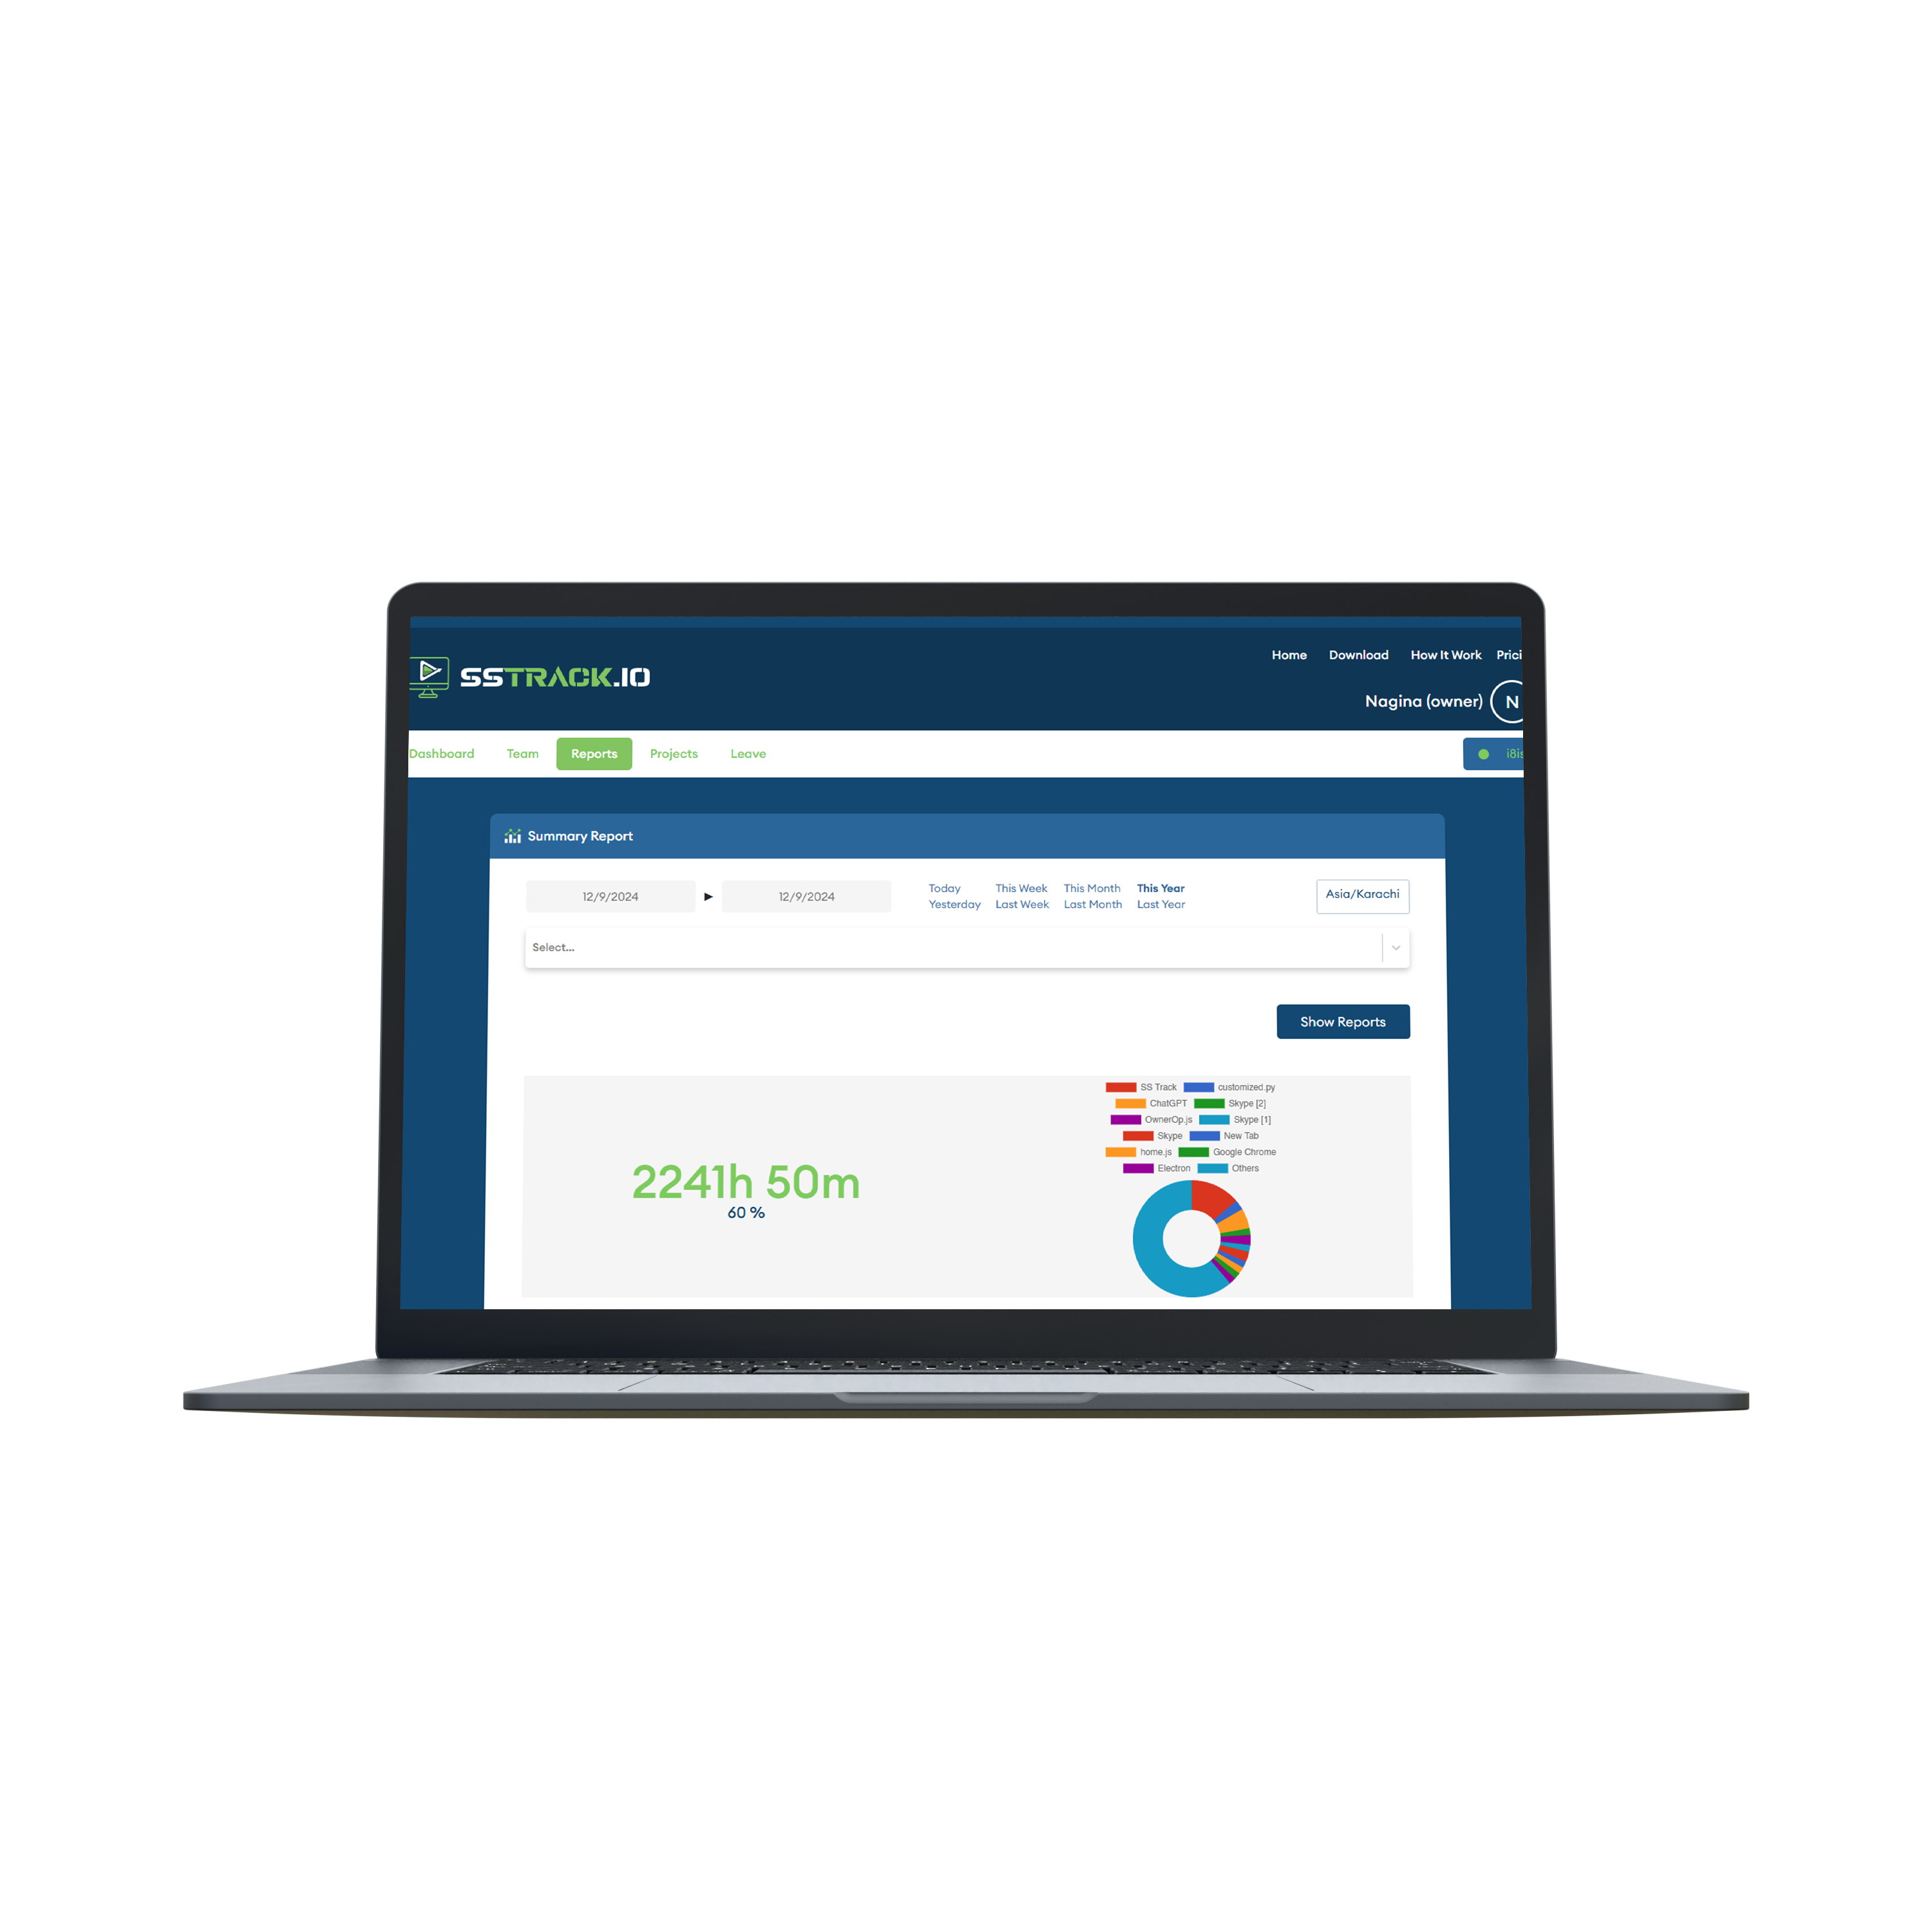 SSTRACK.IO
Home Download How It Work Prici
Nagina (owner) N
Dashboard Team Reports Projects Leave i8is
Summary Report
12/9/2024 ▶ 12/9/2024
Today This Week This Month This Year
Yesterday Last Week Last Month Last Year
Asia/Karachi
Select...
Show Reports
SS Track customized.py
ChatGPT Skype [2]
OwnerOp.js Skype [1]
Skype New Tab
home.js Google Chrome
Electron Others
2241h 50m
60 %